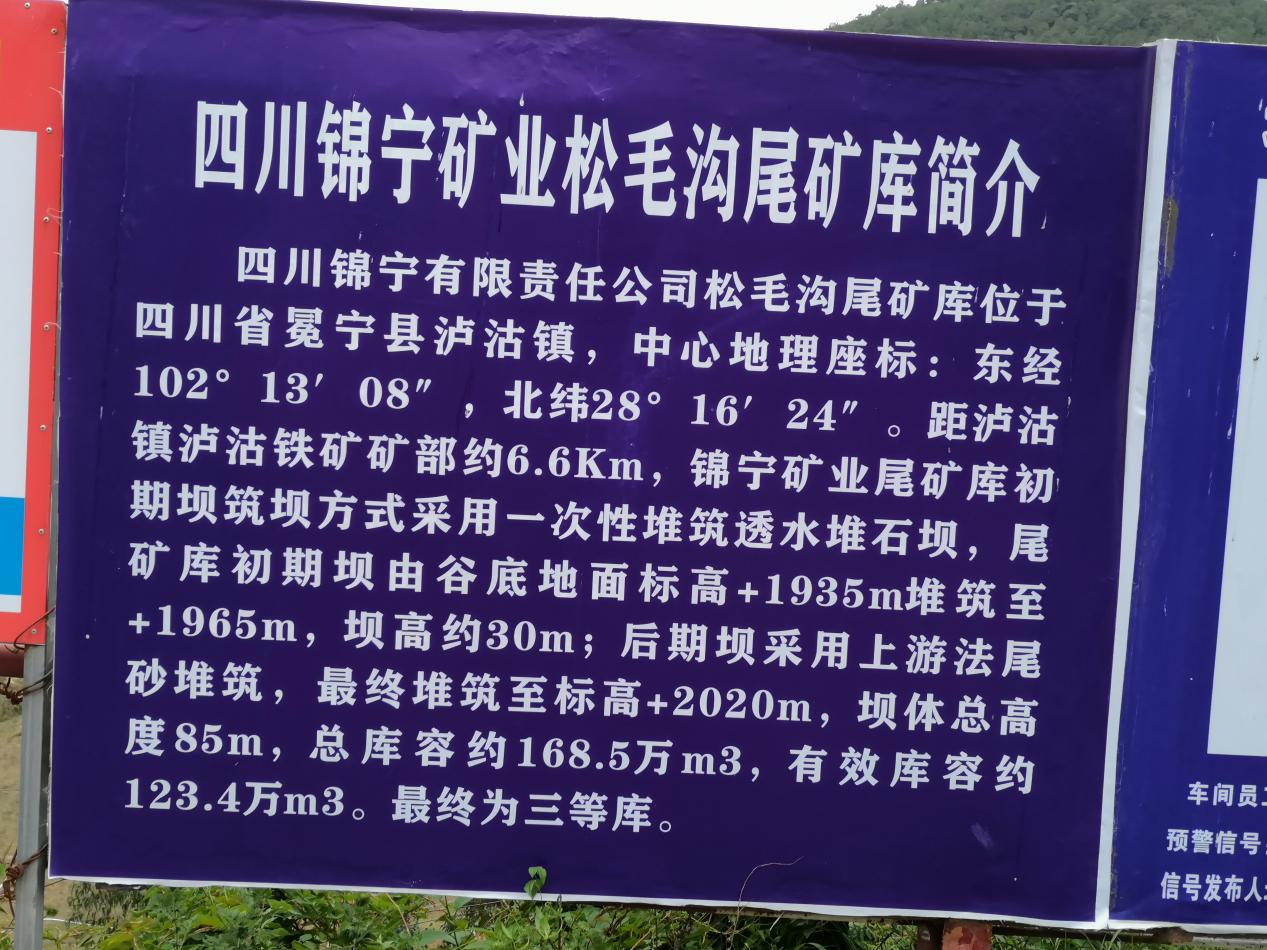 四川锦宁矿业松毛沟尾矿库简介
四川锦宁有限责任公司松毛沟尾矿库位于
四川省冕宁县泸沽镇，中心地理座标：东经
102°13′08″，北纬28°16′24″。距泸沽
镇泸沽铁矿矿部约6.6Km，锦宁矿业尾矿库初
期坝筑坝方式采用一次性堆筑透水堆石坝，尾
矿库初期坝由谷底地面标高+1935m堆筑至
+1965m，坝高约30m；后期坝采用上游法尾
砂堆筑，最终堆筑至标高+2020m，坝体总高
度85m，总库容约168.5万m3，有效库容约
123.4万m3。最终为三等库。
车间员工
预警信号
信号发布人